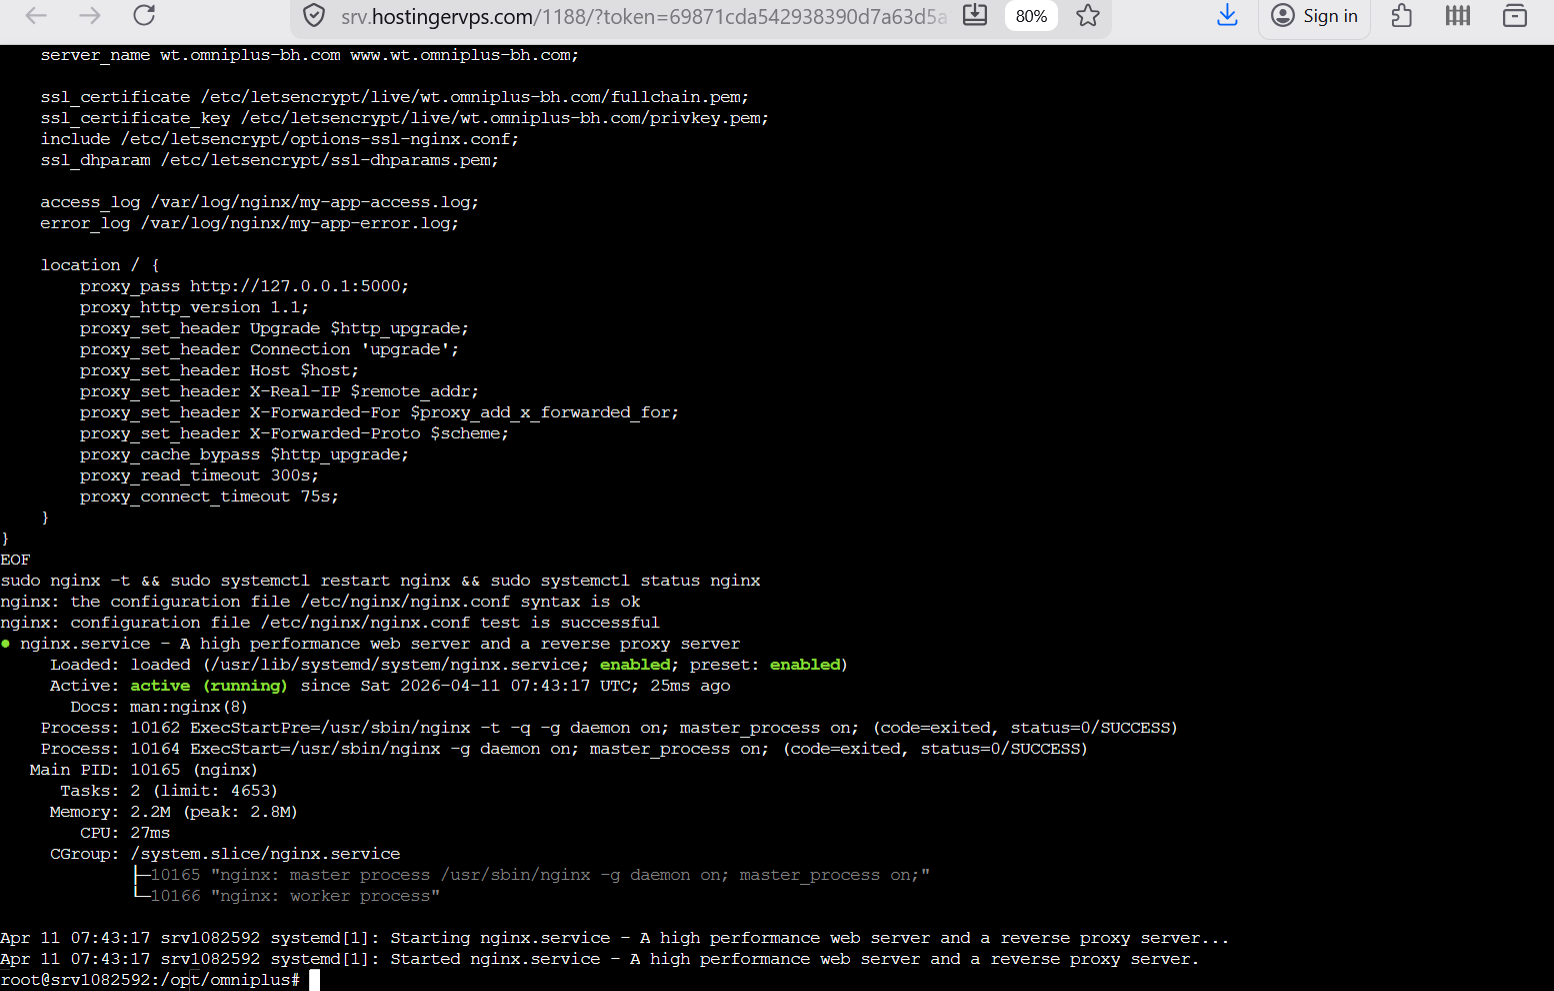 srv.hostingervps.com/1188/?token=69871cda542938390d7a63d5a
80%
Sign in
server_name wt.omniplus-bh.com www.wt.omniplus-bh.com;
ssl_certificate /etc/letsencrypt/live/wt.omniplus-bh.com/fullchain.pem;
ssl_certificate_key /etc/letsencrypt/live/wt.omniplus-bh.com/privkey.pem;
include /etc/letsencrypt/options-ssl-nginx.conf;
ssl_dhparam /etc/letsencrypt/ssl-dhparams.pem;
access_log /var/log/nginx/my-app-access.log;
error_log /var/log/nginx/my-app-error.log;
location / {
proxy_pass http://127.0.0.1:5000;
proxy_http_version 1.1;
proxy_set_header Upgrade $http_upgrade;
proxy_set_header Connection 'upgrade';
proxy_set_header Host $host;
proxy_set_header X-Real-IP $remote_addr;
proxy_set_header X-Forwarded-For $proxy_add_x_forwarded_for;
proxy_set_header X-Forwarded-Proto $scheme;
proxy_cache_bypass $http_upgrade;
proxy_read_timeout 300s;
proxy_connect_timeout 75s;
}
}
EOF
sudo nginx -t && sudo systemctl restart nginx && sudo systemctl status nginx
nginx: the configuration file /etc/nginx/nginx.conf syntax is ok
nginx: configuration file /etc/nginx/nginx.conf test is successful
● nginx.service - A high performance web server and a reverse proxy server
Loaded: loaded (/usr/lib/systemd/system/nginx.service; enabled; preset: enabled)
Active: active (running) since Sat 2026-04-11 07:43:17 UTC; 25ms ago
Docs: man:nginx(8)
Process: 10162 ExecStartPre=/usr/sbin/nginx -t -q -g daemon on; master_process on; (code=exited, status=0/SUCCESS)
Process: 10164 ExecStart=/usr/sbin/nginx -g daemon on; master_process on; (code=exited, status=0/SUCCESS)
Main PID: 10165 (nginx)
Tasks: 2 (limit: 4653)
Memory: 2.2M (peak: 2.8M)
CPU: 27ms
CGroup: /system.slice/nginx.service
├─10165 "nginx: master process /usr/sbin/nginx -g daemon on; master_process on;"
└─10166 "nginx: worker process"
Apr 11 07:43:17 srv1082592 systemd[1]: Starting nginx.service - A high performance web server and a reverse proxy server...
Apr 11 07:43:17 srv1082592 systemd[1]: Started nginx.service - A high performance web server and a reverse proxy server.
root@srv1082592:/opt/omniplus#